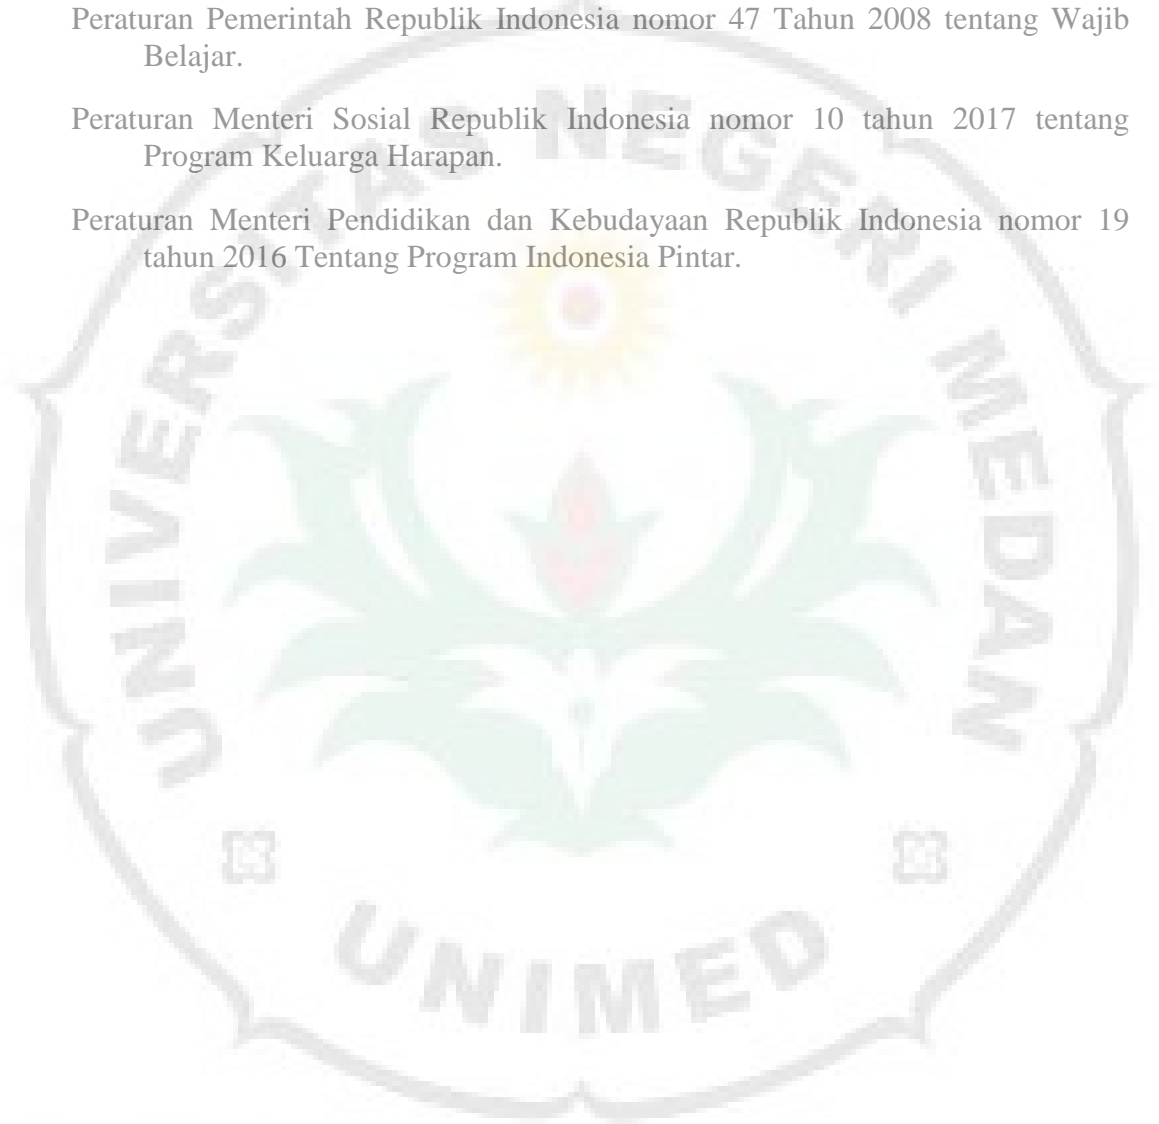 Peraturan Pemerintah Republik Indonesia nomor 47 Tahun 2008 tentang Wajib
Belajar.
Peraturan Menteri Sosial Republik Indonesia nomor 10 tahun 2017 tentang
Program Keluarga Harapan.
Peraturan Menteri Pendidikan dan Kebudayaan Republik Indonesia nomor 19
tahun 2016 Tentang Program Indonesia Pintar.
UNIVERSITAS NEGERI MEDAN
UNIMED